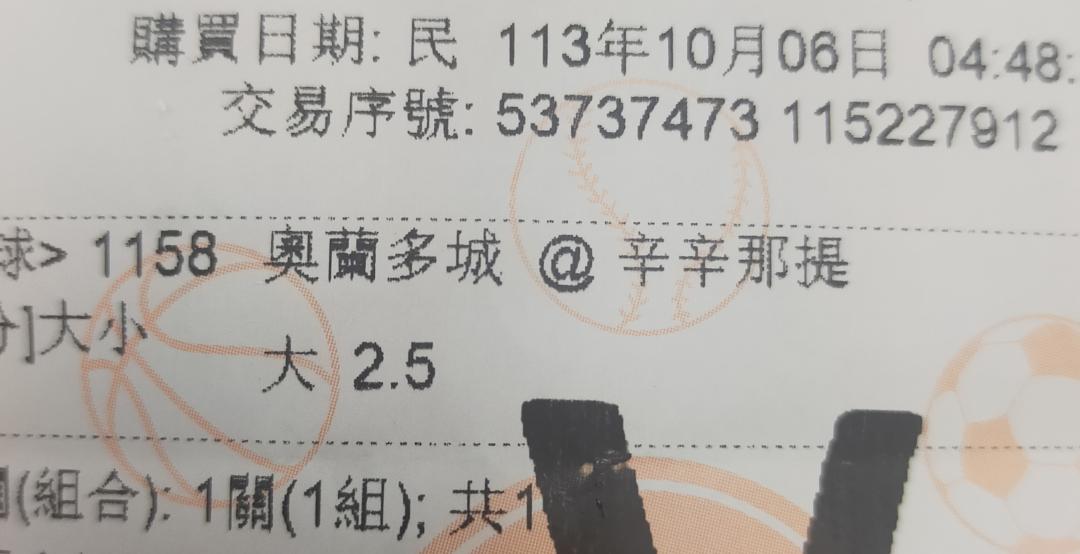 購買日期: 民 113年10月06日 04:48:
交易序號: 53737473 115227912
球> 1158 奧蘭多城 @ 辛辛那提
分]大小
大 2.5
(組合): 1關(1組); 共1